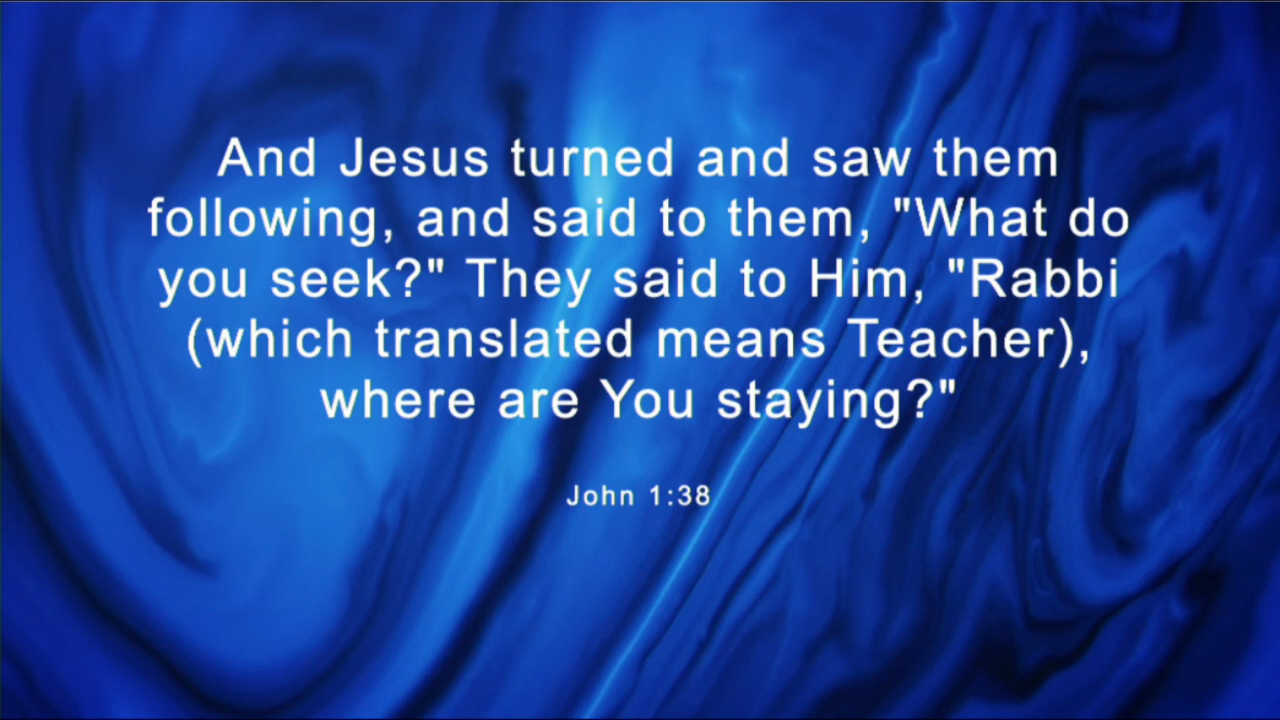 And Jesus turned and saw them
following, and said to them, "What do
you seek?" They said to Him, "Rabbi
(which translated means Teacher),
where are You staying?"
John 1:38